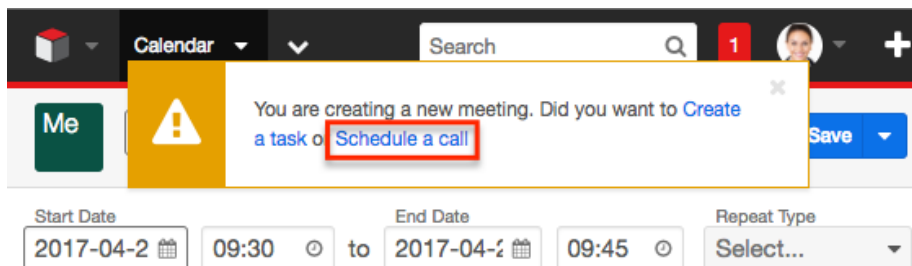 Calendar
Search
1
You are creating a new meeting. Did you want to Create
a task or Schedule a call
Me
Save
Start Date
End Date
Repeat Type
2017-04-2
09:30
to
2017-04-2
09:45
Select...